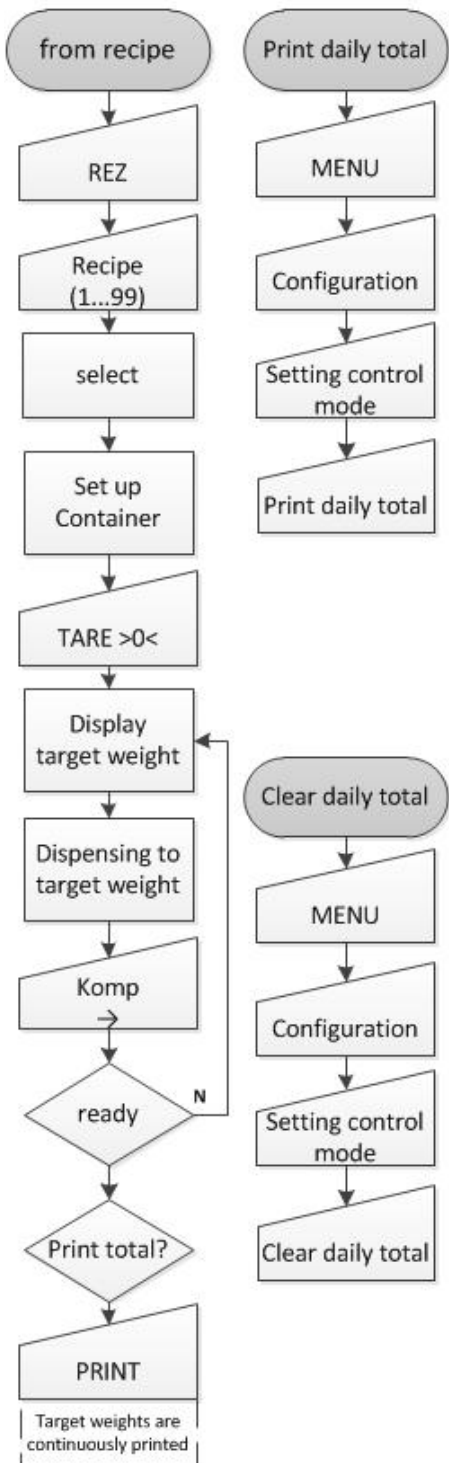 from recipe
REZ
Recipe
(1...99)
select
Set up
Container
TARE >0<
Display
target weight
Dispensing to
target weight
Komp
ready
N
Print total?
PRINT
Target weights are
continuously printed
Print daily total
MENU
Configuration
Setting control
mode
Print daily total
Clear daily total
MENU
Configuration
Setting control
mode
Clear daily total